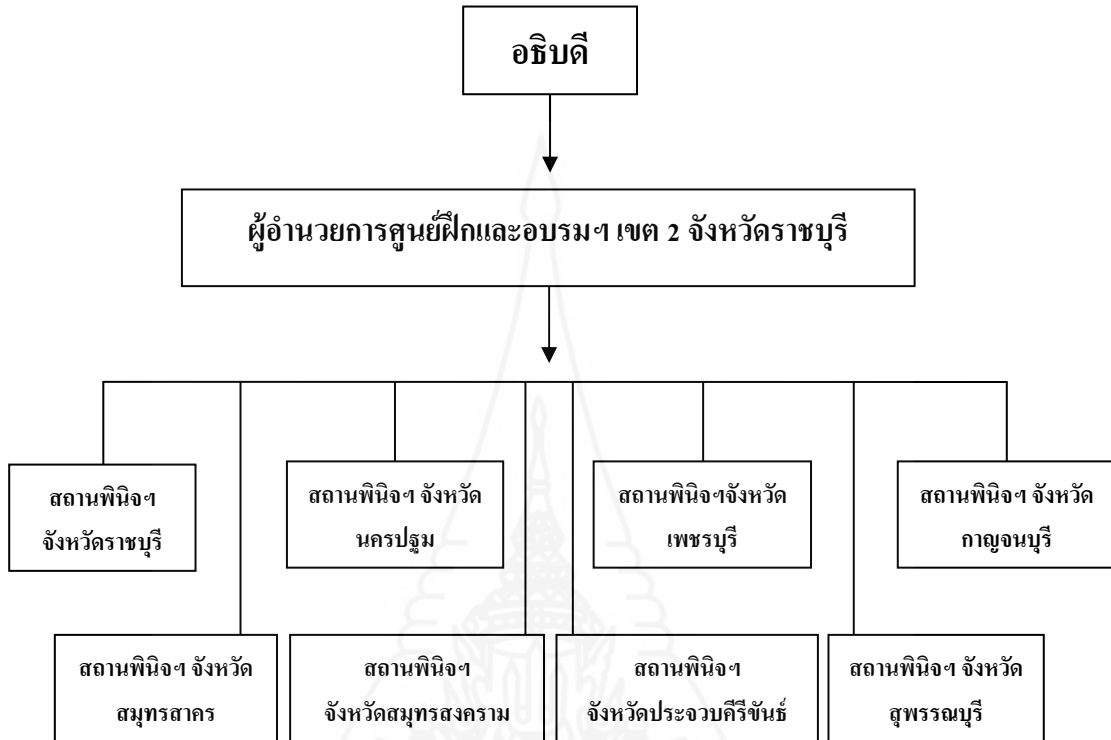 อธิบดี
ผู้อำนวยการศูนย์ฝึกและอบรมฯ เขต 2 จังหวัดราชบุรี
สถานพินิจฯ
จังหวัดราชบุรี
สถานพินิจฯ จังหวัด
นครปฐม
สถานพินิจฯจังหวัด
เพชรบุรี
สถานพินิจฯ จังหวัด
กาญจนบุรี
สถานพินิจฯ จังหวัด
สมุทรสาคร
สถานพินิจฯ
จังหวัดสมุทรสงคราม
สถานพินิจฯ
จังหวัดประจวบคีรีขันธ์
สถานพินิจฯ จังหวัด
สุพรรณบุรี